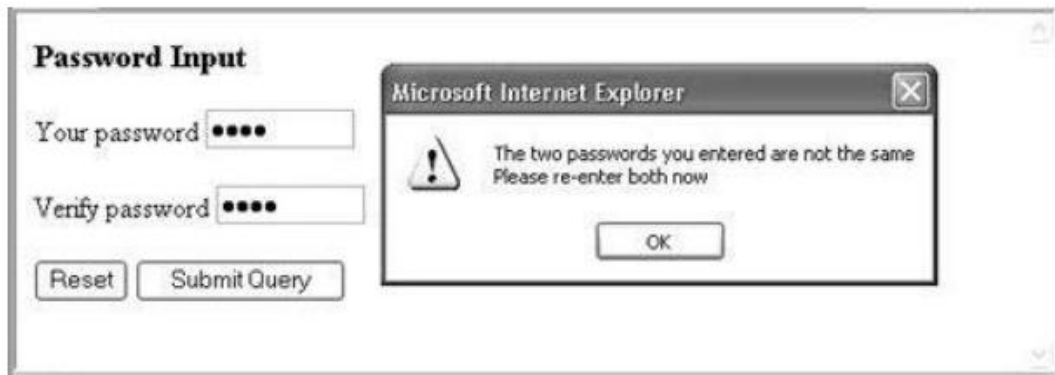 Password Input
Your password ••••
Verify password ••••
Reset Submit Query
Microsoft Internet Explorer
The two passwords you entered are not the same
Please re-enter both now
OK